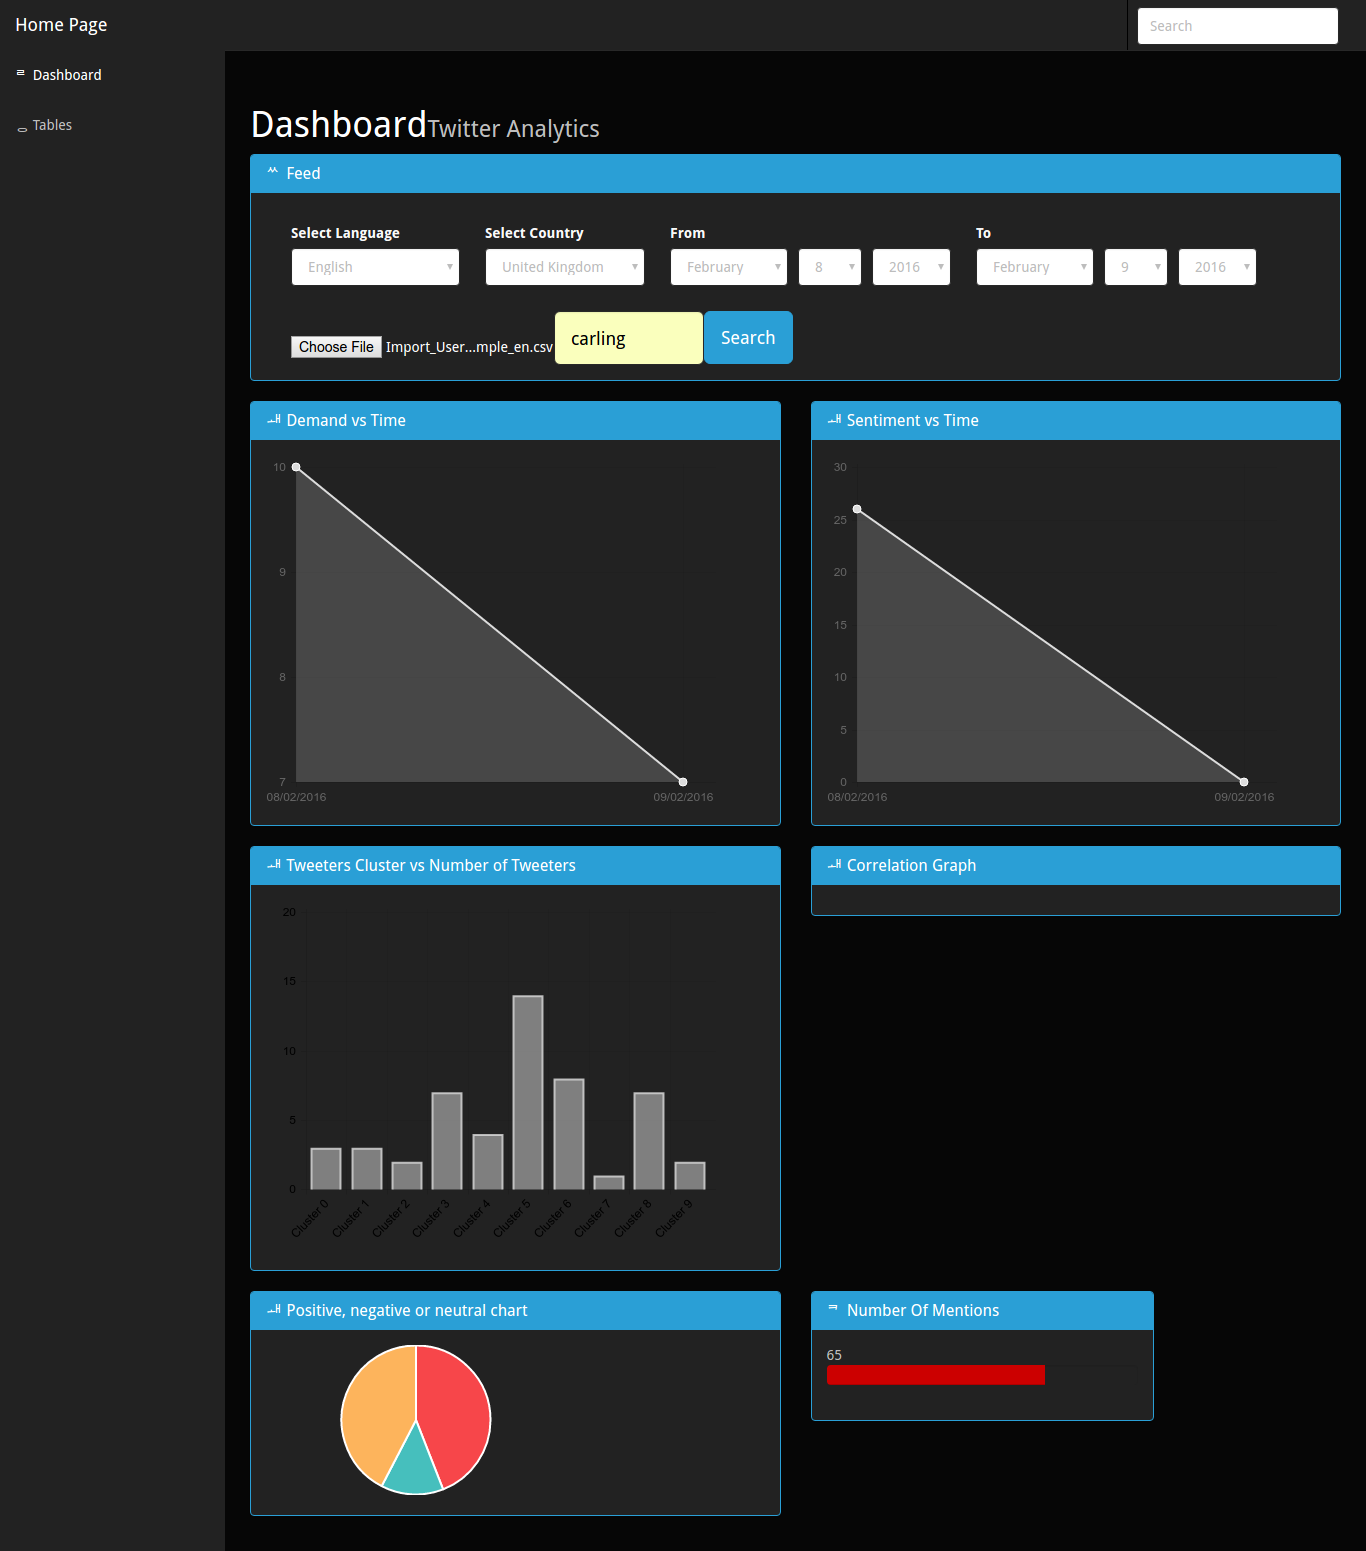 Home Page
Search
Dashboard
Tables
Dashboard Twitter Analytics
Feed
Select Language Select Country From To
English United Kingdom February 8 2016 February 9 2016
Choose File Import_User...mple_en.csv carling Search
Demand vs Time
10
9
8
7
08/02/2016 09/02/2016
Sentiment vs Time
30
25
20
15
10
5
0
08/02/2016 09/02/2016
Tweeters Cluster vs Number of Tweeters
20
15
10
5
0
Cluster 0 Cluster 1 Cluster 2 Cluster 3 Cluster 4 Cluster 5 Cluster 6 Cluster 7 Cluster 8 Cluster 9
Correlation Graph
Positive, negative or neutral chart
Number Of Mentions
65